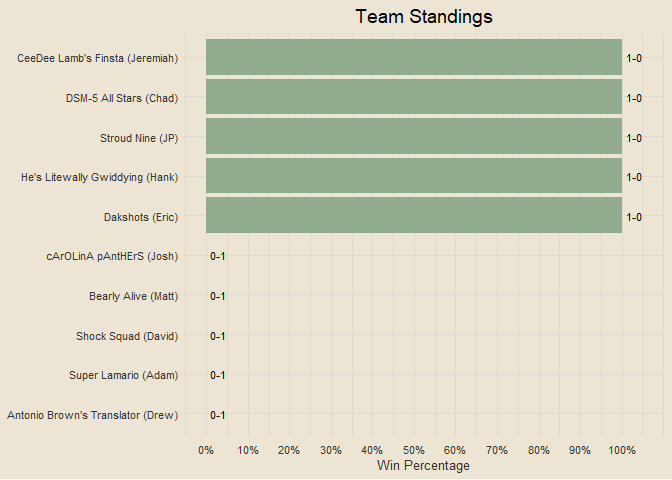 Team Standings
CeeDee Lamb's Finsta (Jeremiah) 1-0
DSM-5 All Stars (Chad) 1-0
Stroud Nine (JP) 1-0
He's Litewally Gwiddying (Hank) 1-0
Dakshots (Eric) 1-0
cArOLinA pAntHErS (Josh) 0-1
Bearly Alive (Matt) 0-1
Shock Squad (David) 0-1
Super Lamario (Adam) 0-1
Antonio Brown's Translator (Drew) 0-1
0% 10% 20% 30% 40% 50% 60% 70% 80% 90% 100%
Win Percentage